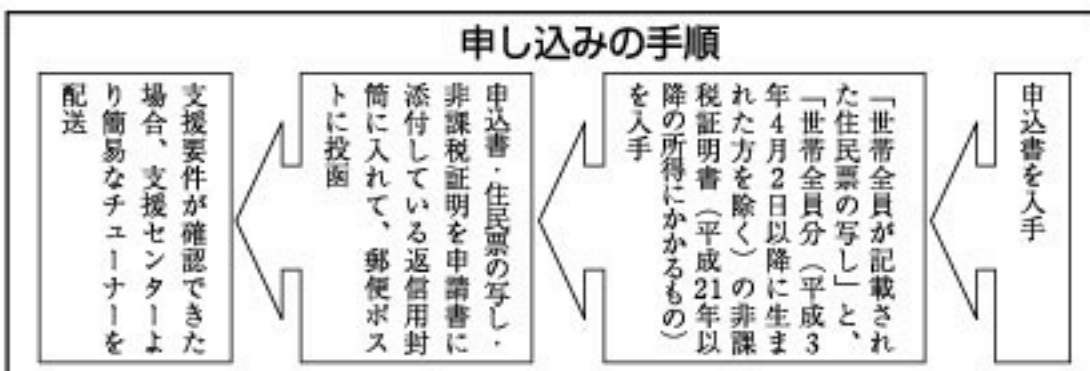 申し込みの手順
申込書を入手
「世帯全員が記載され
た住民票の写し」と、
「世帯全員分（平成3
年4月2日以降に生ま
れた方を除く）の非課
税証明書（平成21年以
降の所得にかかるもの）
を入手
申込書・住民票の写し・
非課税証明を申請書に
添付している返信用封
筒に入れて、郵便ポス
トに投函
支援要件が確認できた
場合、支援センターよ
り簡易なチューナーを
配送